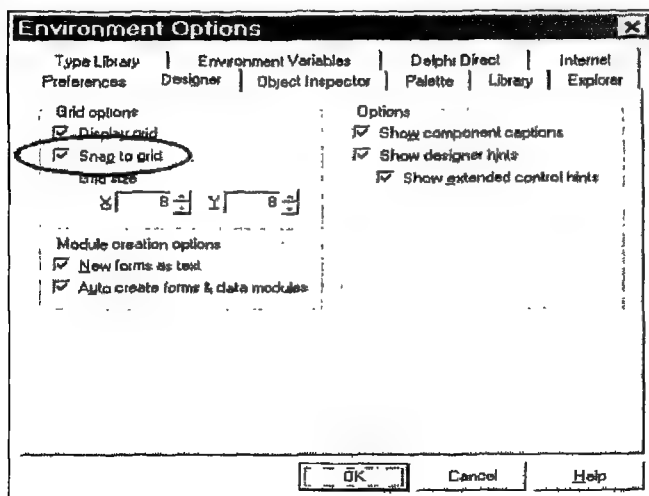 Environment Options
Type Library Environment Variables Delphi Direct Internet
Preferences Designer Object Inspector Palette Library Explorer
Grid options
Display grid
Snap to grid
Grid size
X 8 Y 8
Module creation options
New forms as text
Auto create forms & data modules
Options
Show component captions
Show designer hints
Show extended control hints
OK Cancel Help